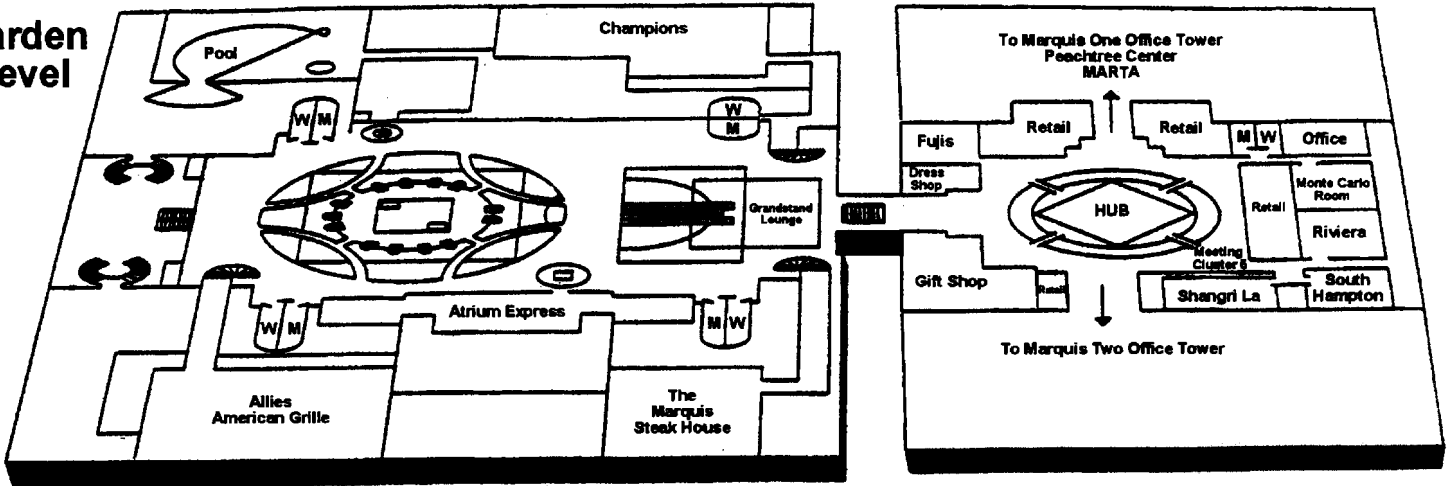 arden
evel
Pool
Champions
W M
W
M
Grandstand
Lounge
Atrium Express
W M
M W
Allies
American Grille
The
Marquis
Steak House
To Marquis One Office Tower
Peachtree Center
MARTA
Fujis
Retail
Retail
M W
Office
Dress
Shop
HUB
Retail
Monte Carlo
Room
Riviera
Meeting
Cluster 5
Gift Shop
Retail
Shangri La
South
Hampton
To Marquis Two Office Tower